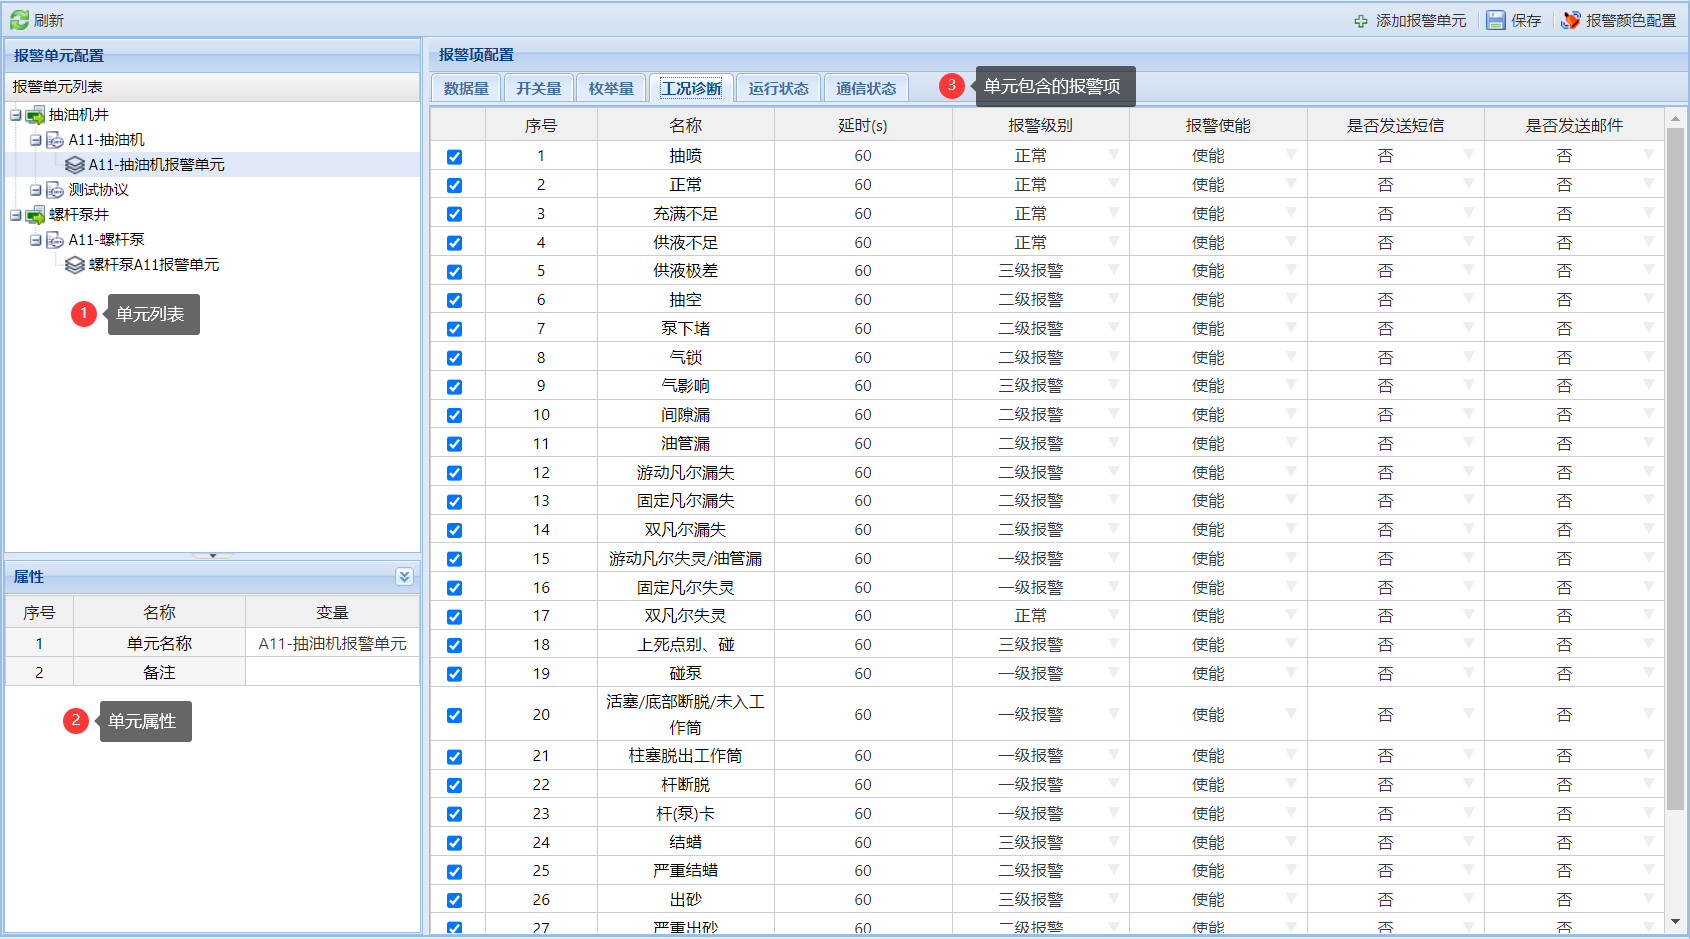 刷新 添加报警单元 保存 报警颜色配置
报警单元配置
报警单元列表
抽油机井
A11-抽油机
A11-抽油机报警单元
测试协议
螺杆泵井
A11-螺杆泵
螺杆泵A11报警单元
1 单元列表
属性
序号 名称 变量
1 单元名称 A11-抽油机报警单元
2 备注
2 单元属性
报警项配置
数据量 开关量 枚举量 工况诊断 运行状态 通信状态 3 单元包含的报警项
序号 名称 延时(s) 报警级别 报警使能 是否发送短信 是否发送邮件
1 抽喷 60 正常 使能 否 否
2 正常 60 正常 使能 否 否
3 充满不足 60 正常 使能 否 否
4 供液不足 60 正常 使能 否 否
5 供液极差 60 三级报警 使能 否 否
6 抽空 60 二级报警 使能 否 否
7 泵下堵 60 二级报警 使能 否 否
8 气锁 60 二级报警 使能 否 否
9 气影响 60 三级报警 使能 否 否
10 间隙漏 60 二级报警 使能 否 否
11 油管漏 60 二级报警 使能 否 否
12 游动凡尔漏失 60 二级报警 使能 否 否
13 固定凡尔漏失 60 二级报警 使能 否 否
14 双凡尔漏失 60 二级报警 使能 否 否
15 游动凡尔失灵/油管漏 60 一级报警 使能 否 否
16 固定凡尔失灵 60 一级报警 使能 否 否
17 双凡尔失灵 60 正常 使能 否 否
18 上死点别、碰 60 三级报警 使能 否 否
19 碰泵 60 一级报警 使能 否 否
20 活塞/底部断脱/未入工作筒 60 一级报警 使能 否 否
21 柱塞脱出工作筒 60 一级报警 使能 否 否
22 杆断脱 60 一级报警 使能 否 否
23 杆(泵)卡 60 一级报警 使能 否 否
24 结蜡 60 三级报警 使能 否 否
25 严重结蜡 60 二级报警 使能 否 否
26 出砂 60 三级报警 使能 否 否
27 严重出砂 60 二级报警 使能 否 否